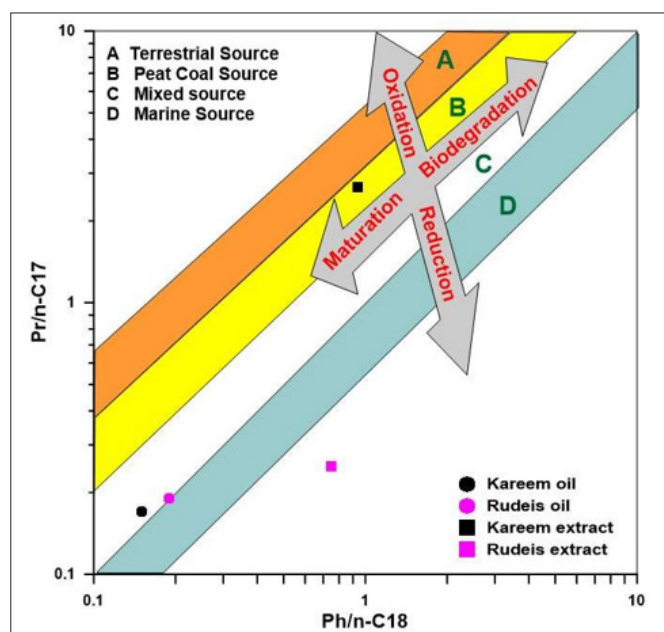 10
A Terrestrial Source
B Peat Coal Source
C Mixed source
D Marine Source
A
B
C
D
Oxidation
Biodegradation
Maturation
Reduction
Pr/n-C17
1
Kareem oil
Rudeis oil
Kareem extract
Rudeis extract
0.1
0.1
1
10
Ph/n-C18